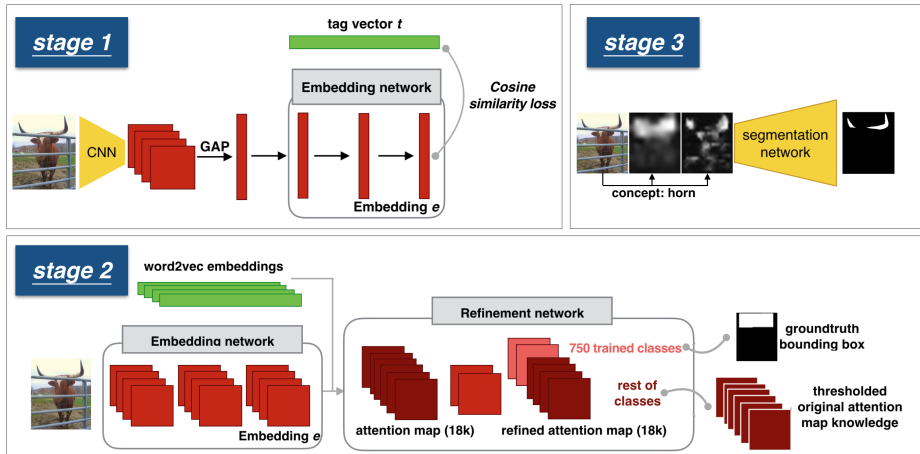 stage 1
tag vector t
Embedding network
Cosine
similarity loss
CNN
GAP
Embedding e
stage 3
segmentation
network
concept: horn
stage 2
word2vec embeddings
Embedding network
Embedding e
Refinement network
750 trained classes
rest of
classes
attention map (18k)
refined attention map (18k)
groundtruth
bounding box
thresholded
original attention
map knowledge